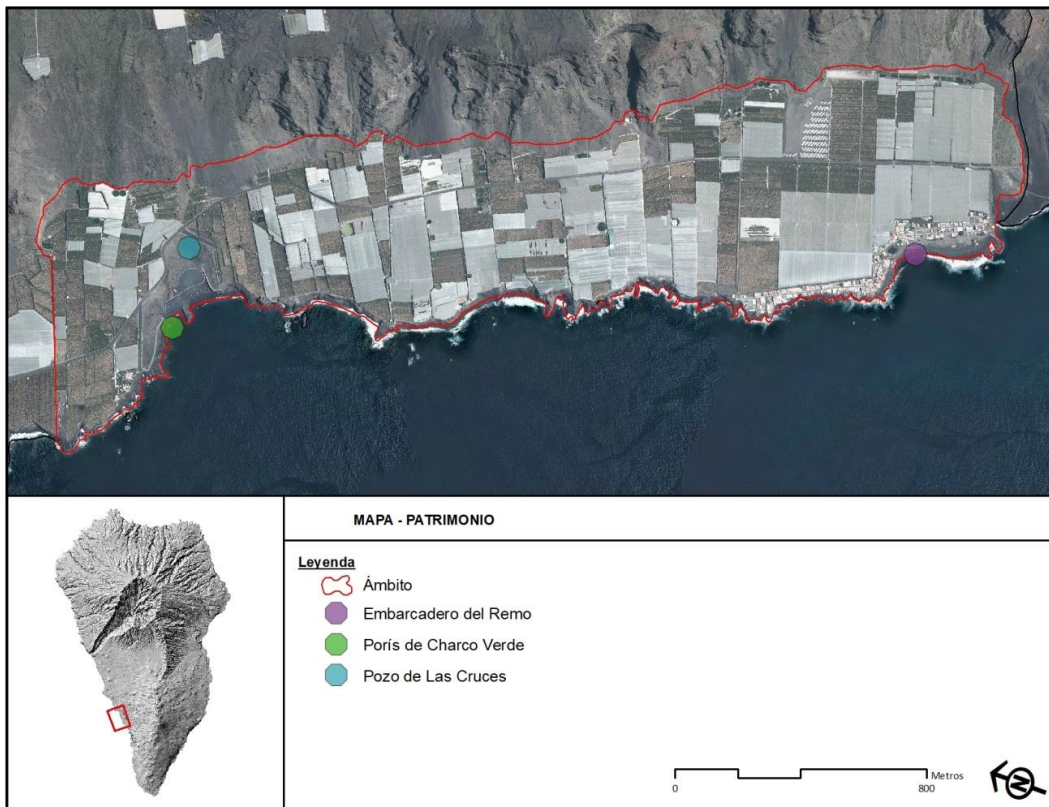 MAPA - PATRIMONIO
Leyenda
Ámbito
Embarcadero del Remo
Porís de Charco Verde
Pozo de Las Cruces
Metros
0 800
N